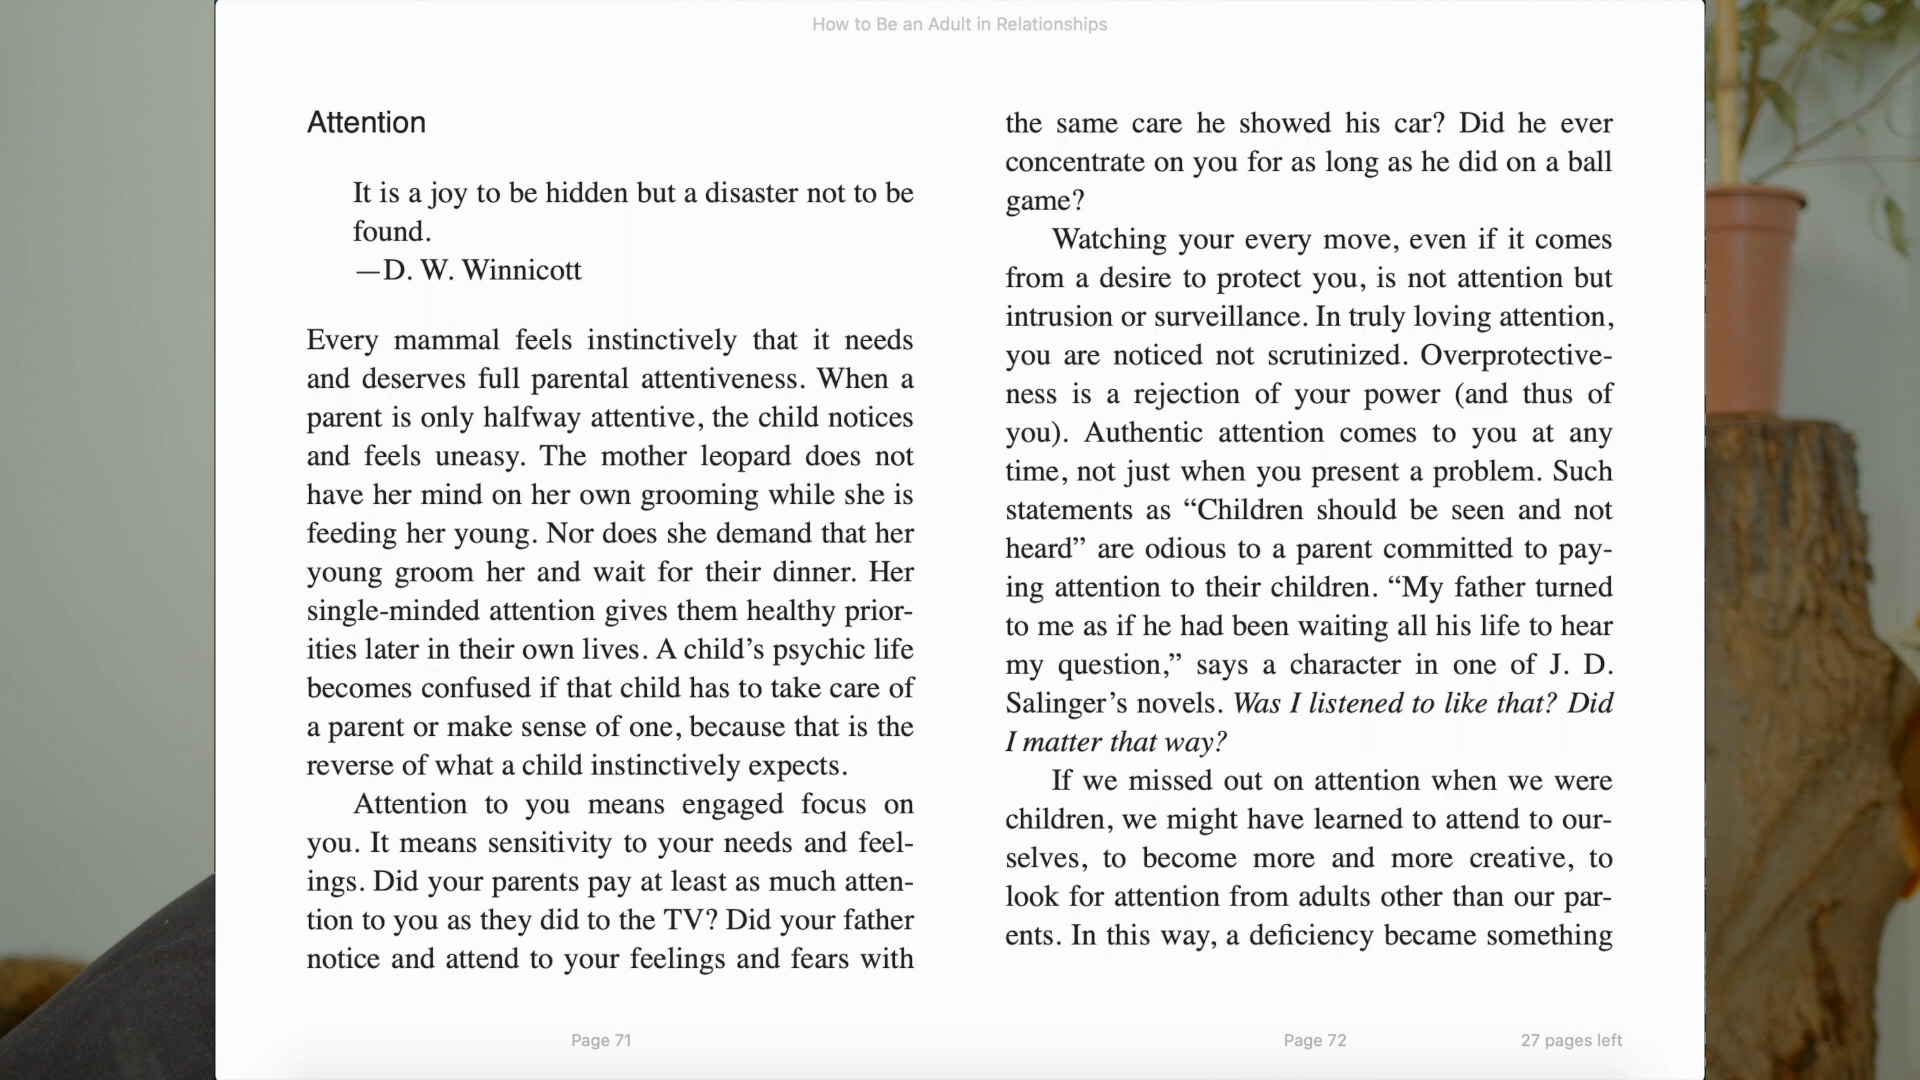 How to Be an Adult in Relationships
Attention
It is a joy to be hidden but a disaster not to be
found.
—D. W. Winnicott
Every mammal feels instinctively that it needs
and deserves full parental attentiveness. When a
parent is only halfway attentive, the child notices
and feels uneasy. The mother leopard does not
have her mind on her own grooming while she is
feeding her young. Nor does she demand that her
young groom her and wait for their dinner. Her
single-minded attention gives them healthy prior-
ities later in their own lives. A child’s psychic life
becomes confused if that child has to take care of
a parent or make sense of one, because that is the
reverse of what a child instinctively expects.
Attention to you means engaged focus on
you. It means sensitivity to your needs and feel-
ings. Did your parents pay at least as much atten-
tion to you as they did to the TV? Did your father
notice and attend to your feelings and fears with
the same care he showed his car? Did he ever
concentrate on you for as long as he did on a ball
game?
Watching your every move, even if it comes
from a desire to protect you, is not attention but
intrusion or surveillance. In truly loving attention,
you are noticed not scrutinized. Overprotective-
ness is a rejection of your power (and thus of
you). Authentic attention comes to you at any
time, not just when you present a problem. Such
statements as “Children should be seen and not
heard” are odious to a parent committed to pay-
ing attention to their children. “My father turned
to me as if he had been waiting all his life to hear
my question,” says a character in one of J. D.
Salinger’s novels. Was I listened to like that? Did
I matter that way?
If we missed out on attention when we were
children, we might have learned to attend to our-
selves, to become more and more creative, to
look for attention from adults other than our par-
ents. In this way, a deficiency became something
Page 71
Page 72
27 pages left